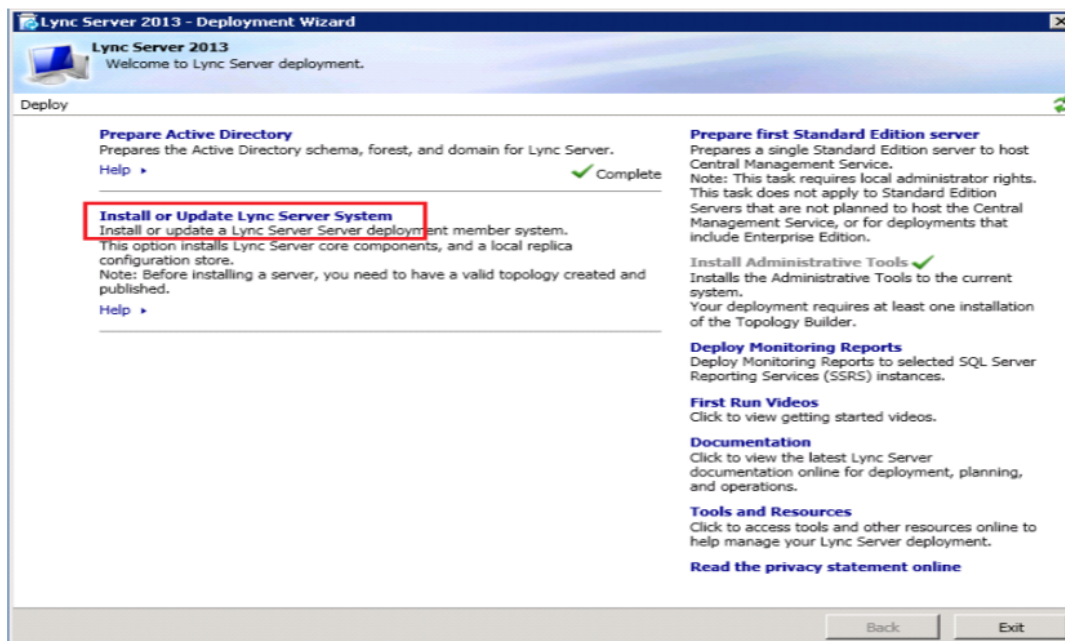 Lync Server 2013 - Deployment Wizard
Lync Server 2013
Welcome to Lync Server deployment.
Deploy
Prepare Active Directory
Prepares the Active Directory schema, forest, and domain for Lync Server.
Help
Complete
Install or Update Lync Server System
Install or update a Lync Server Server deployment member system.
This option installs Lync Server core components, and a local replica
configuration store.
Note: Before installing a server, you need to have a valid topology created and
published.
Help
Prepare first Standard Edition server
Prepares a single Standard Edition server to host
Central Management Service.
Note: This task requires local administrator rights.
This task does not apply to Standard Edition
Servers that are not planned to host the Central
Management Service, or for deployments that
include Enterprise Edition.
Install Administrative Tools
Installs the Administrative Tools to the current
system.
Your deployment requires at least one installation
of the Topology Builder.
Deploy Monitoring Reports
Deploy Monitoring Reports to selected SQL Server
Reporting Services (SSRS) instances.
First Run Videos
Click to view getting started videos.
Documentation
Click to view the latest Lync Server
documentation online for deployment, planning,
and operations.
Tools and Resources
Click to access tools and other resources online to
help manage your Lync Server deployment.
Read the privacy statement online
Back
Exit